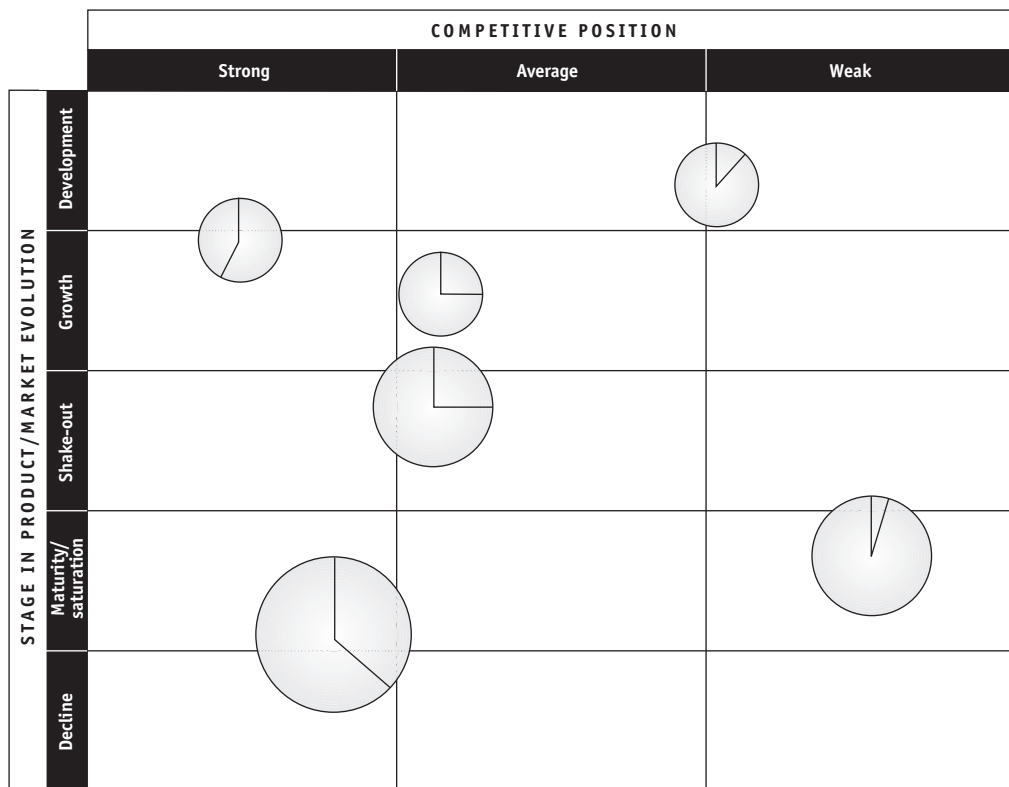 COMPETITIVE POSITION
Strong
Average
Weak
STAGE IN PRODUCT/MARKET EVOLUTION
Development
Growth
Shake-out
Maturity/
saturation
Decline